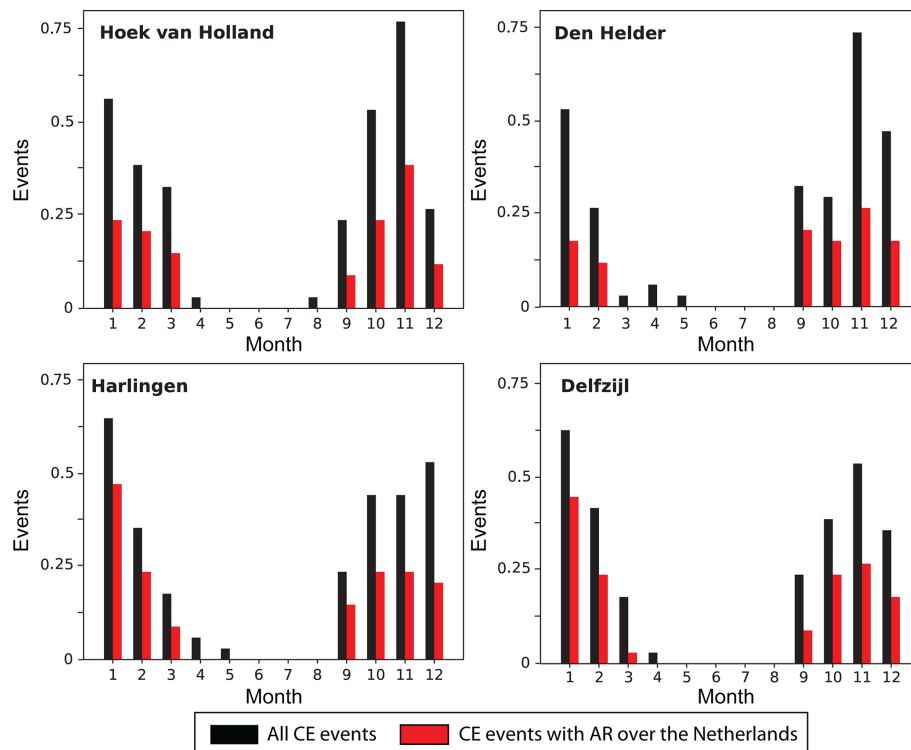 Hoek van Holland
0.75
0.5
0.25
0
Events
1 2 3 4 5 6 7 8 9 10 11 12
Month
Den Helder
0.75
0.5
0.25
0
Events
1 2 3 4 5 6 7 8 9 10 11 12
Month
Harlingen
0.75
0.5
0.25
0
Events
1 2 3 4 5 6 7 8 9 10 11 12
Month
Delfzijl
0.75
0.5
0.25
0
Events
1 2 3 4 5 6 7 8 9 10 11 12
Month
All CE events
CE events with AR over the Netherlands